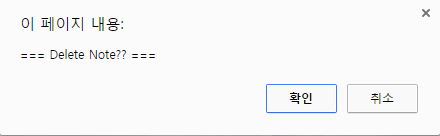 이 페이지 내용:
=== Delete Note?? ===
확인 취소